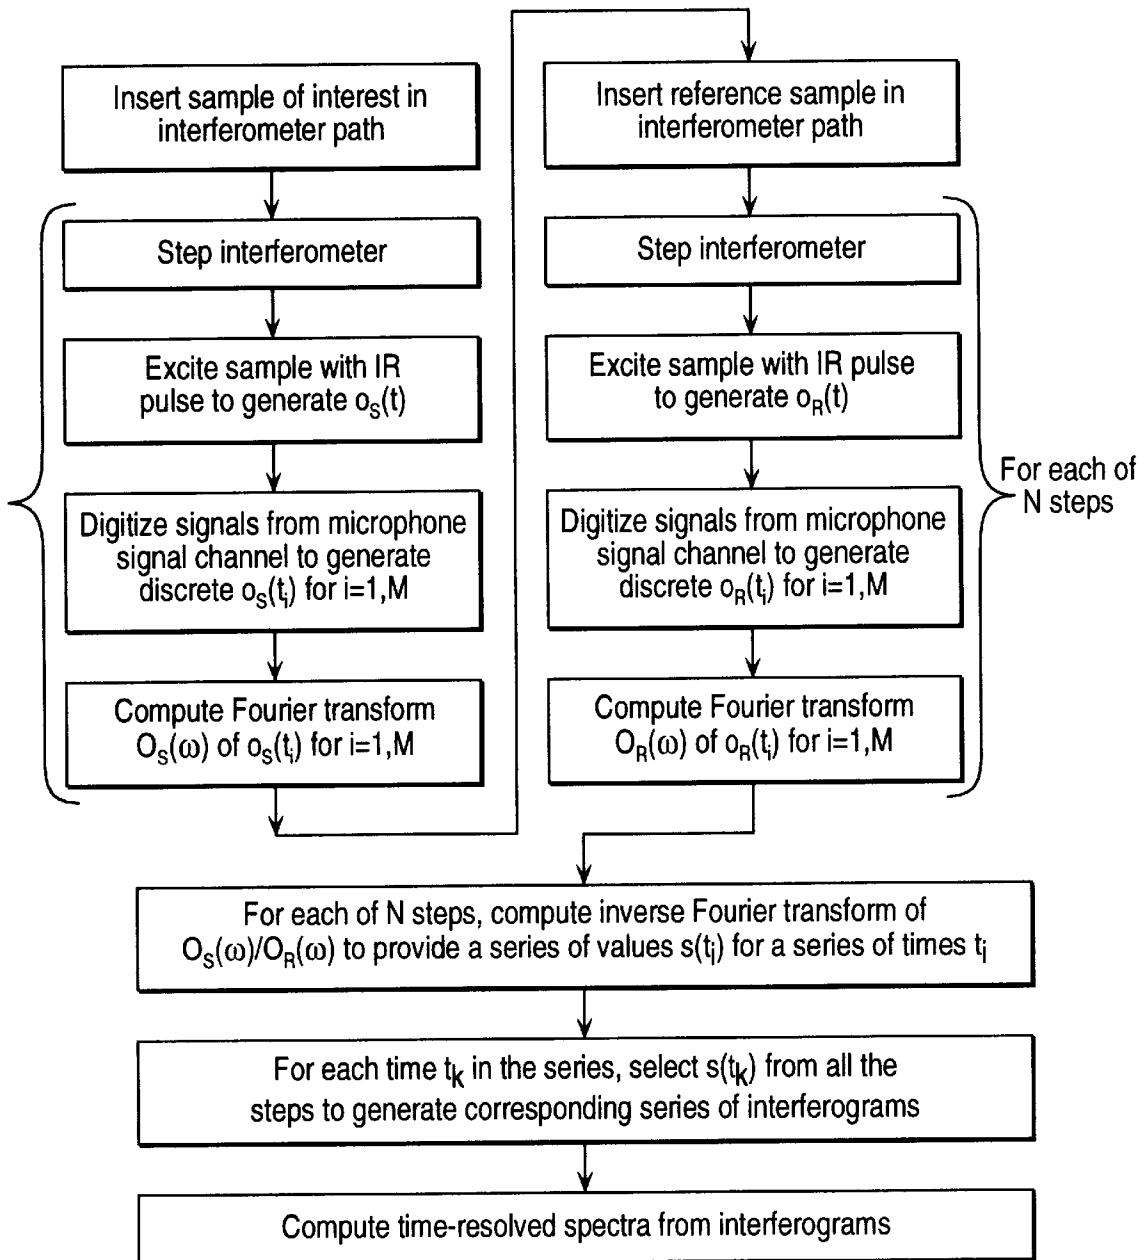 Insert sample of interest in
interferometer path
Step interferometer
Excite sample with IR
pulse to generate o_S(t)
Digitize signals from microphone
signal channel to generate
discrete o_S(t_i) for i=1,M
Compute Fourier transform
O_S(ω) of o_S(t_i) for i=1,M
Insert reference sample in
interferometer path
Step interferometer
Excite sample with IR pulse
to generate o_R(t)
Digitize signals from microphone
signal channel to generate
discrete o_R(t_i) for i=1,M
Compute Fourier transform
O_R(ω) of o_R(t_i) for i=1,M
For each of
N steps
For each of N steps, compute inverse Fourier transform of
O_S(ω)/O_R(ω) to provide a series of values s(t_j) for a series of times t_j
For each time t_k in the series, select s(t_k) from all the
steps to generate corresponding series of interferograms
Compute time-resolved spectra from interferograms